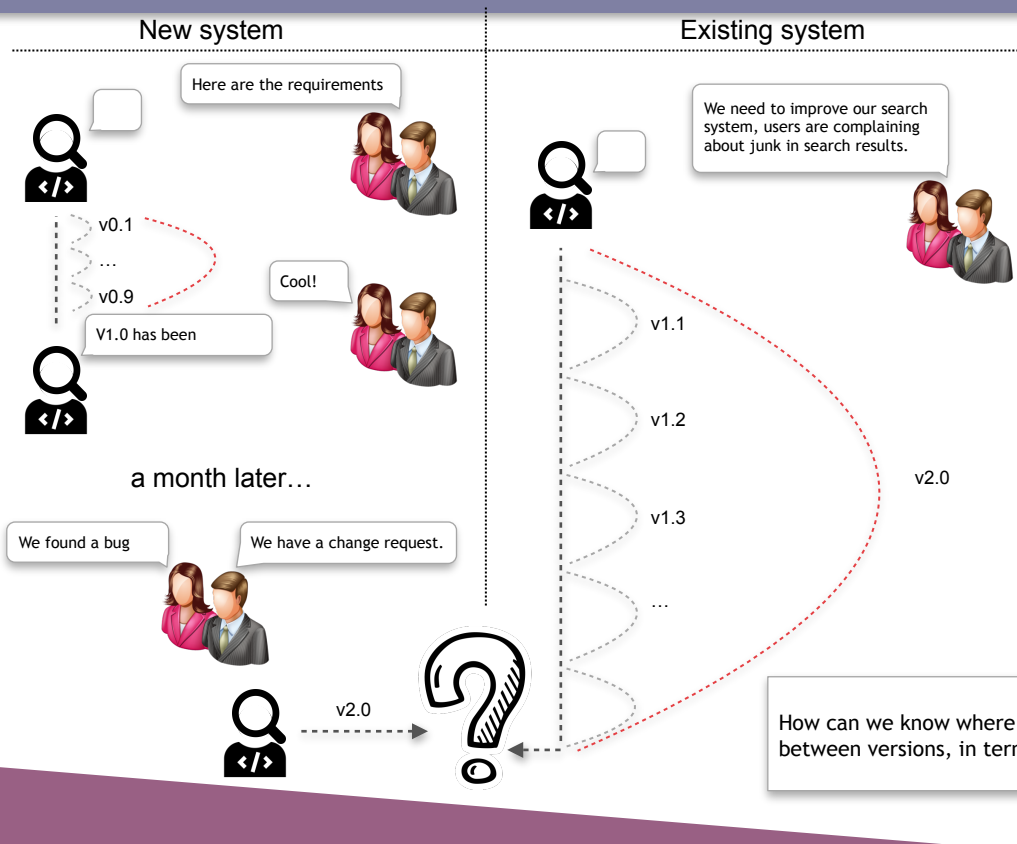 New system
Existing system
Here are the requirements
</>
v0.1
…
v0.9
Cool!
V1.0 has been
</>
a month later…
We found a bug
We have a change request.
</>
v2.0
We need to improve our search
system, users are complaining
about junk in search results.
</>
v1.1
v1.2
v1.3
…
v2.0
How can we know where
between versions, in ter